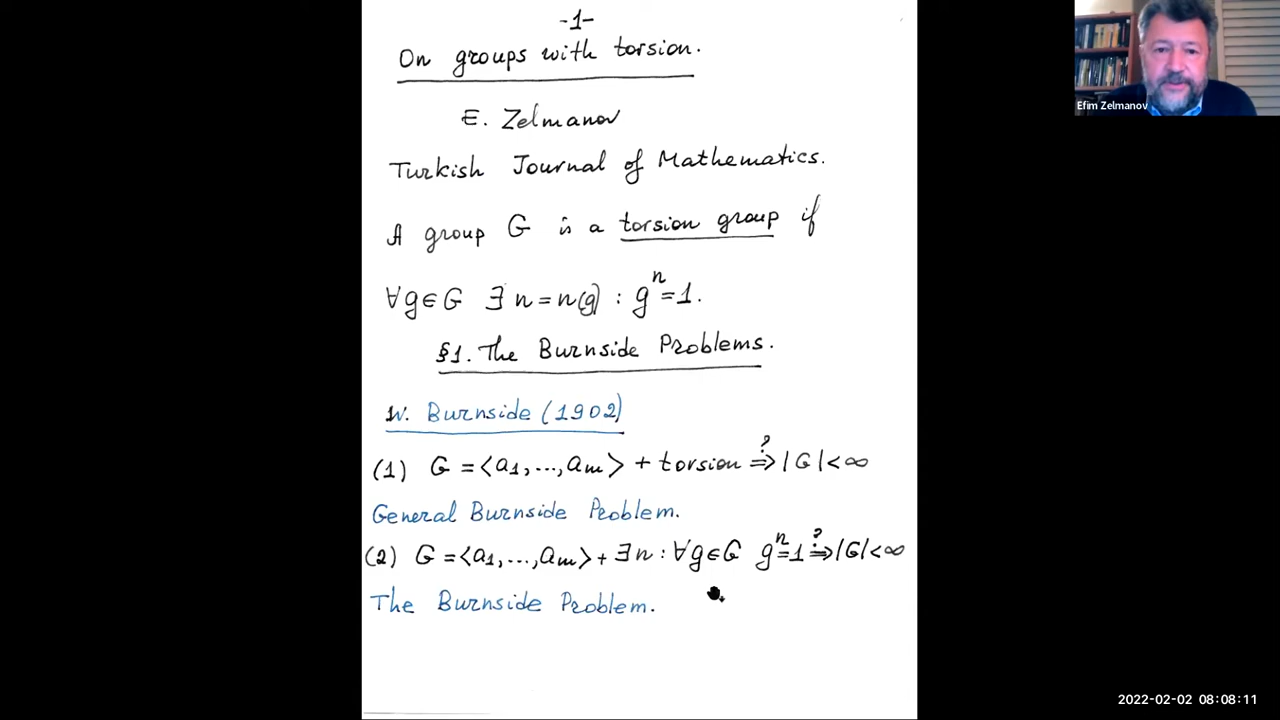 -1-
On groups with torsion.
E. Zelmanov
Turkish Journal of Mathematics.
A group G is a torsion group if
∀g∈G ∃ n=n(g) : gⁿ=1.
§1. The Burnside Problems.
W. Burnside (1902)
(1) G = <a₁,...,aₘ> + torsion ?⇒ |G|<∞
General Burnside Problem.
(2) G = <a₁,...,aₘ> + ∃n : ∀g∈G gⁿ=1 ?⇒ |G|<∞
The Burnside Problem.
Efim Zelmanov
2022-02-02 08:08:11